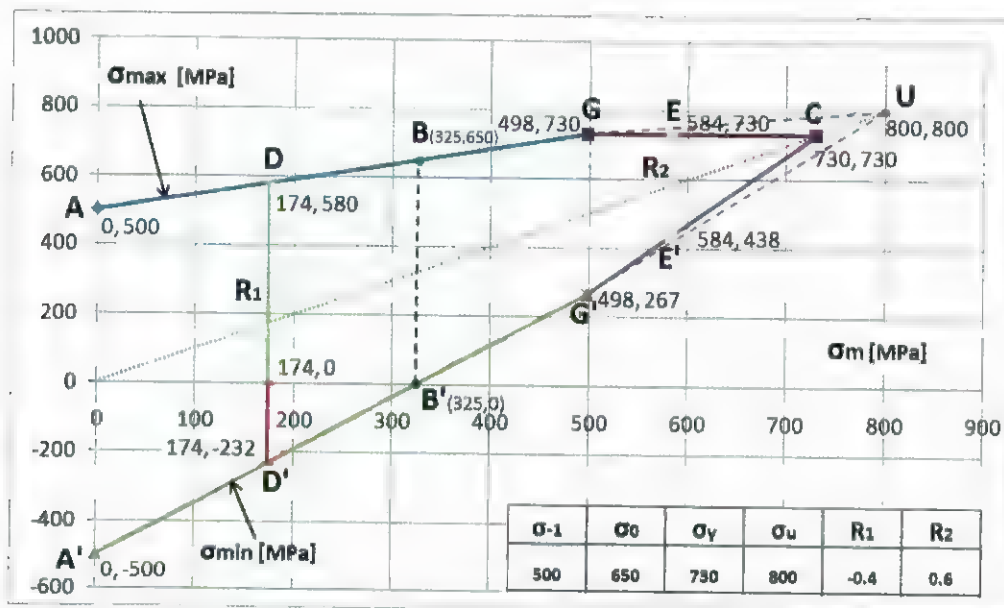 1000
σmax [MPa]
800
G
E
C
U
B(325,650)
498, 730
584, 730
800, 800
D
R2
730, 730
600
A
174, 580
0, 500
400
584, 438
E'
R1
200
G'
498, 267
σm [MPa]
174, 0
0
B'(325,0)
0 100 200 300 400 500 600 700 800 900
-200
174, -232
D'
-400
A'
σmin [MPa]
0, -500
-600
σ-1 σ0 σy σu R1 R2
500 650 730 800 -0.4 0.6